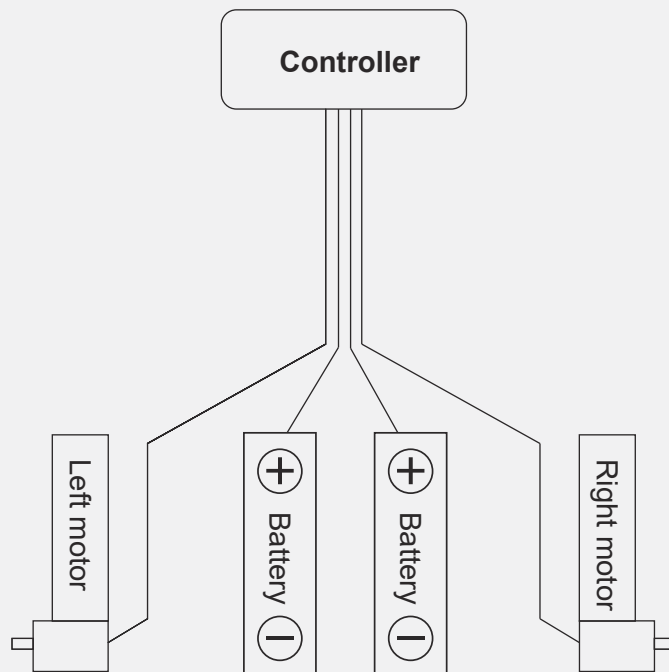 Controller
Left motor
+ Battery −
+ Battery −
Right motor